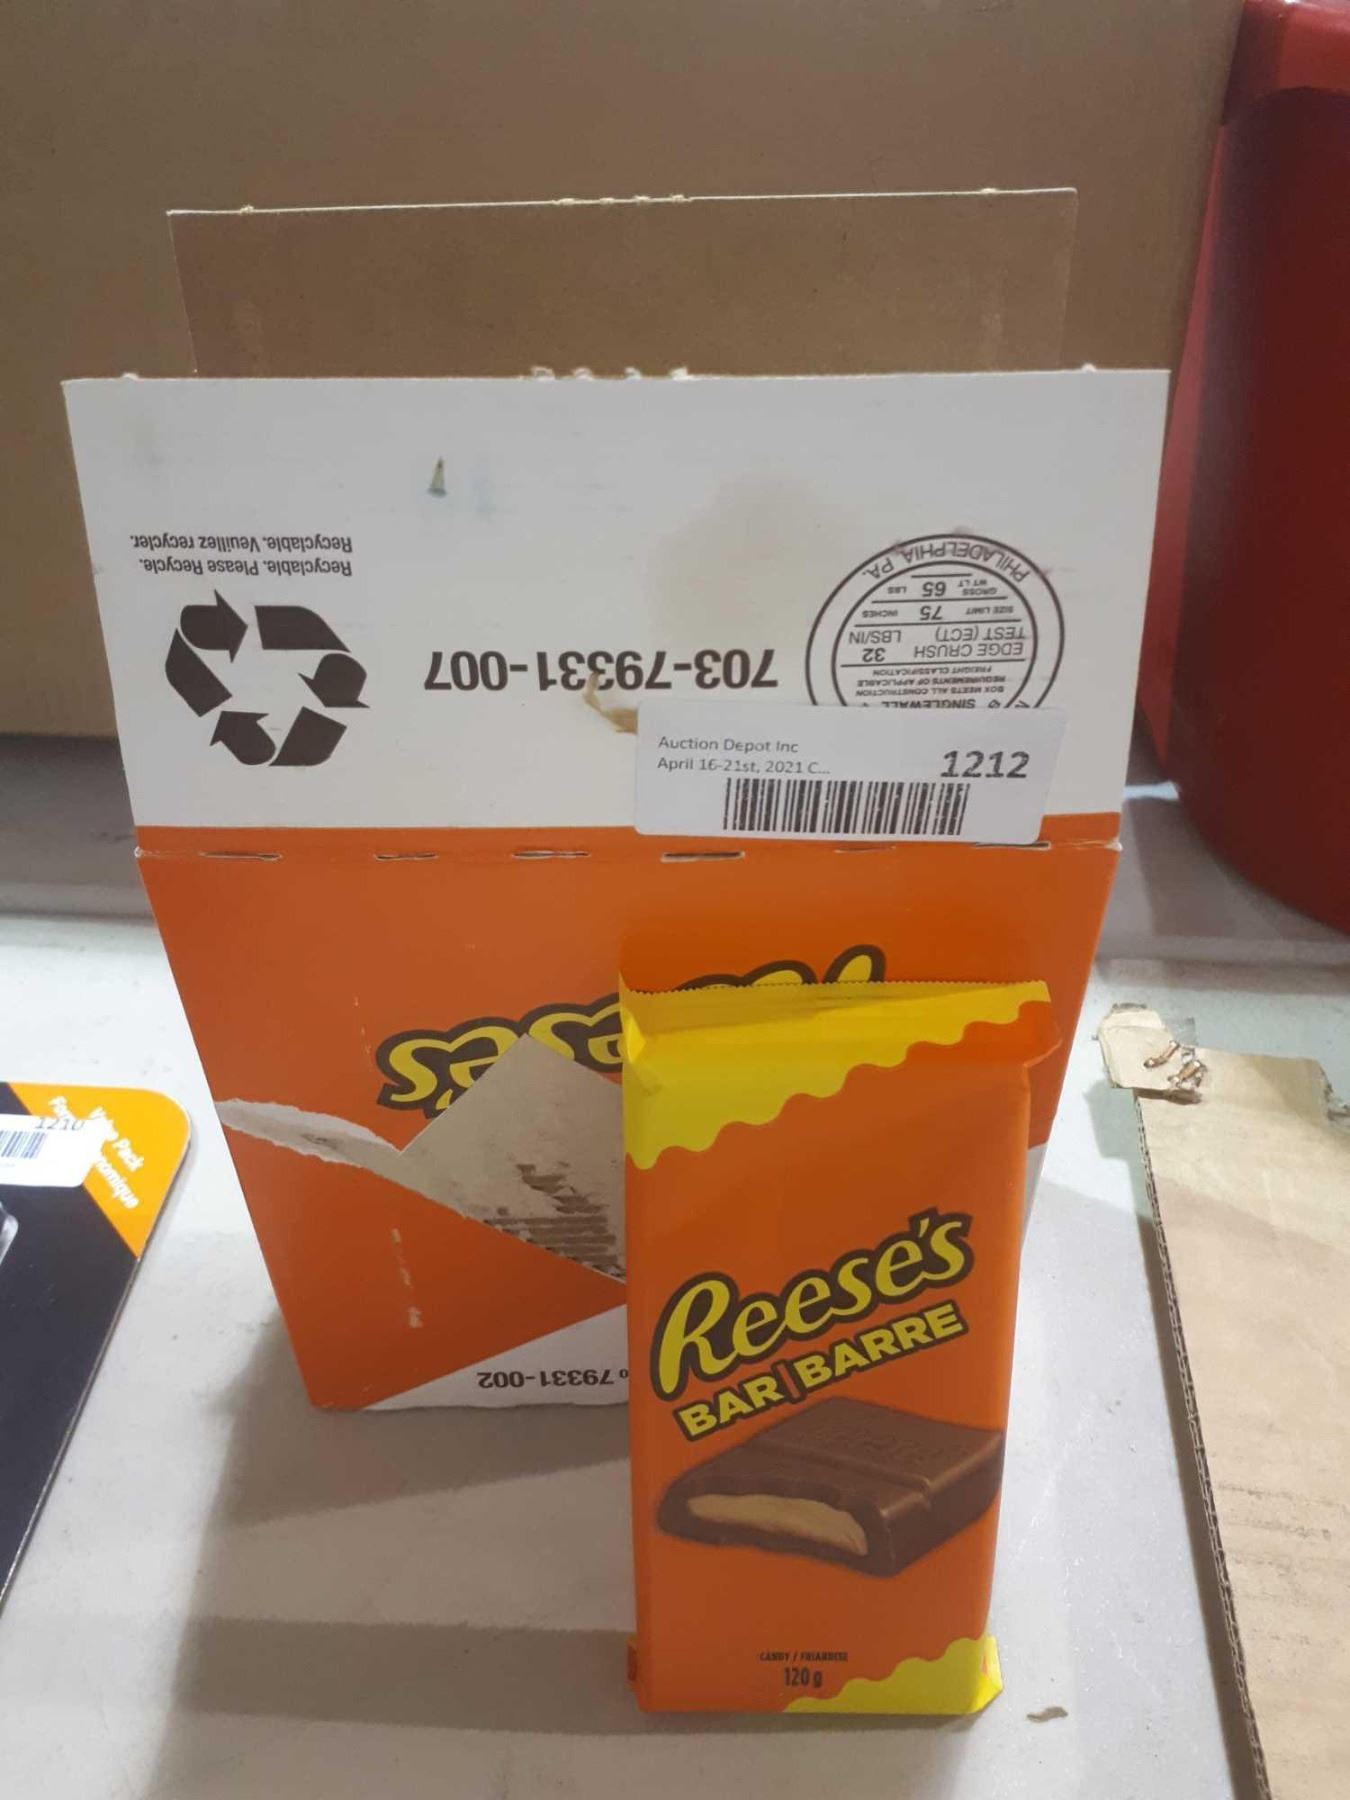 Recyclable. Please Recycle.
Recyclable. Veuillez recycler.
703-79331-007
PHILADELPHIA, PA.
GROSS WT LT 65 LBS
SIZE LIMIT 75 INCHES
EDGE CRUSH TEST (ECT) 32 LBS/IN
BOX MEETS ALL CONSTRUCTION
REQUIREMENTS OF APPLICABLE
FREIGHT CLASSIFICATION
SINGLEWALL
Auction Depot Inc
April 16-21st, 2021 C...
1212
79331-002
1210
Pack
Reese's
BAR|BARRE
CANDY / FRIANDISE
120 g